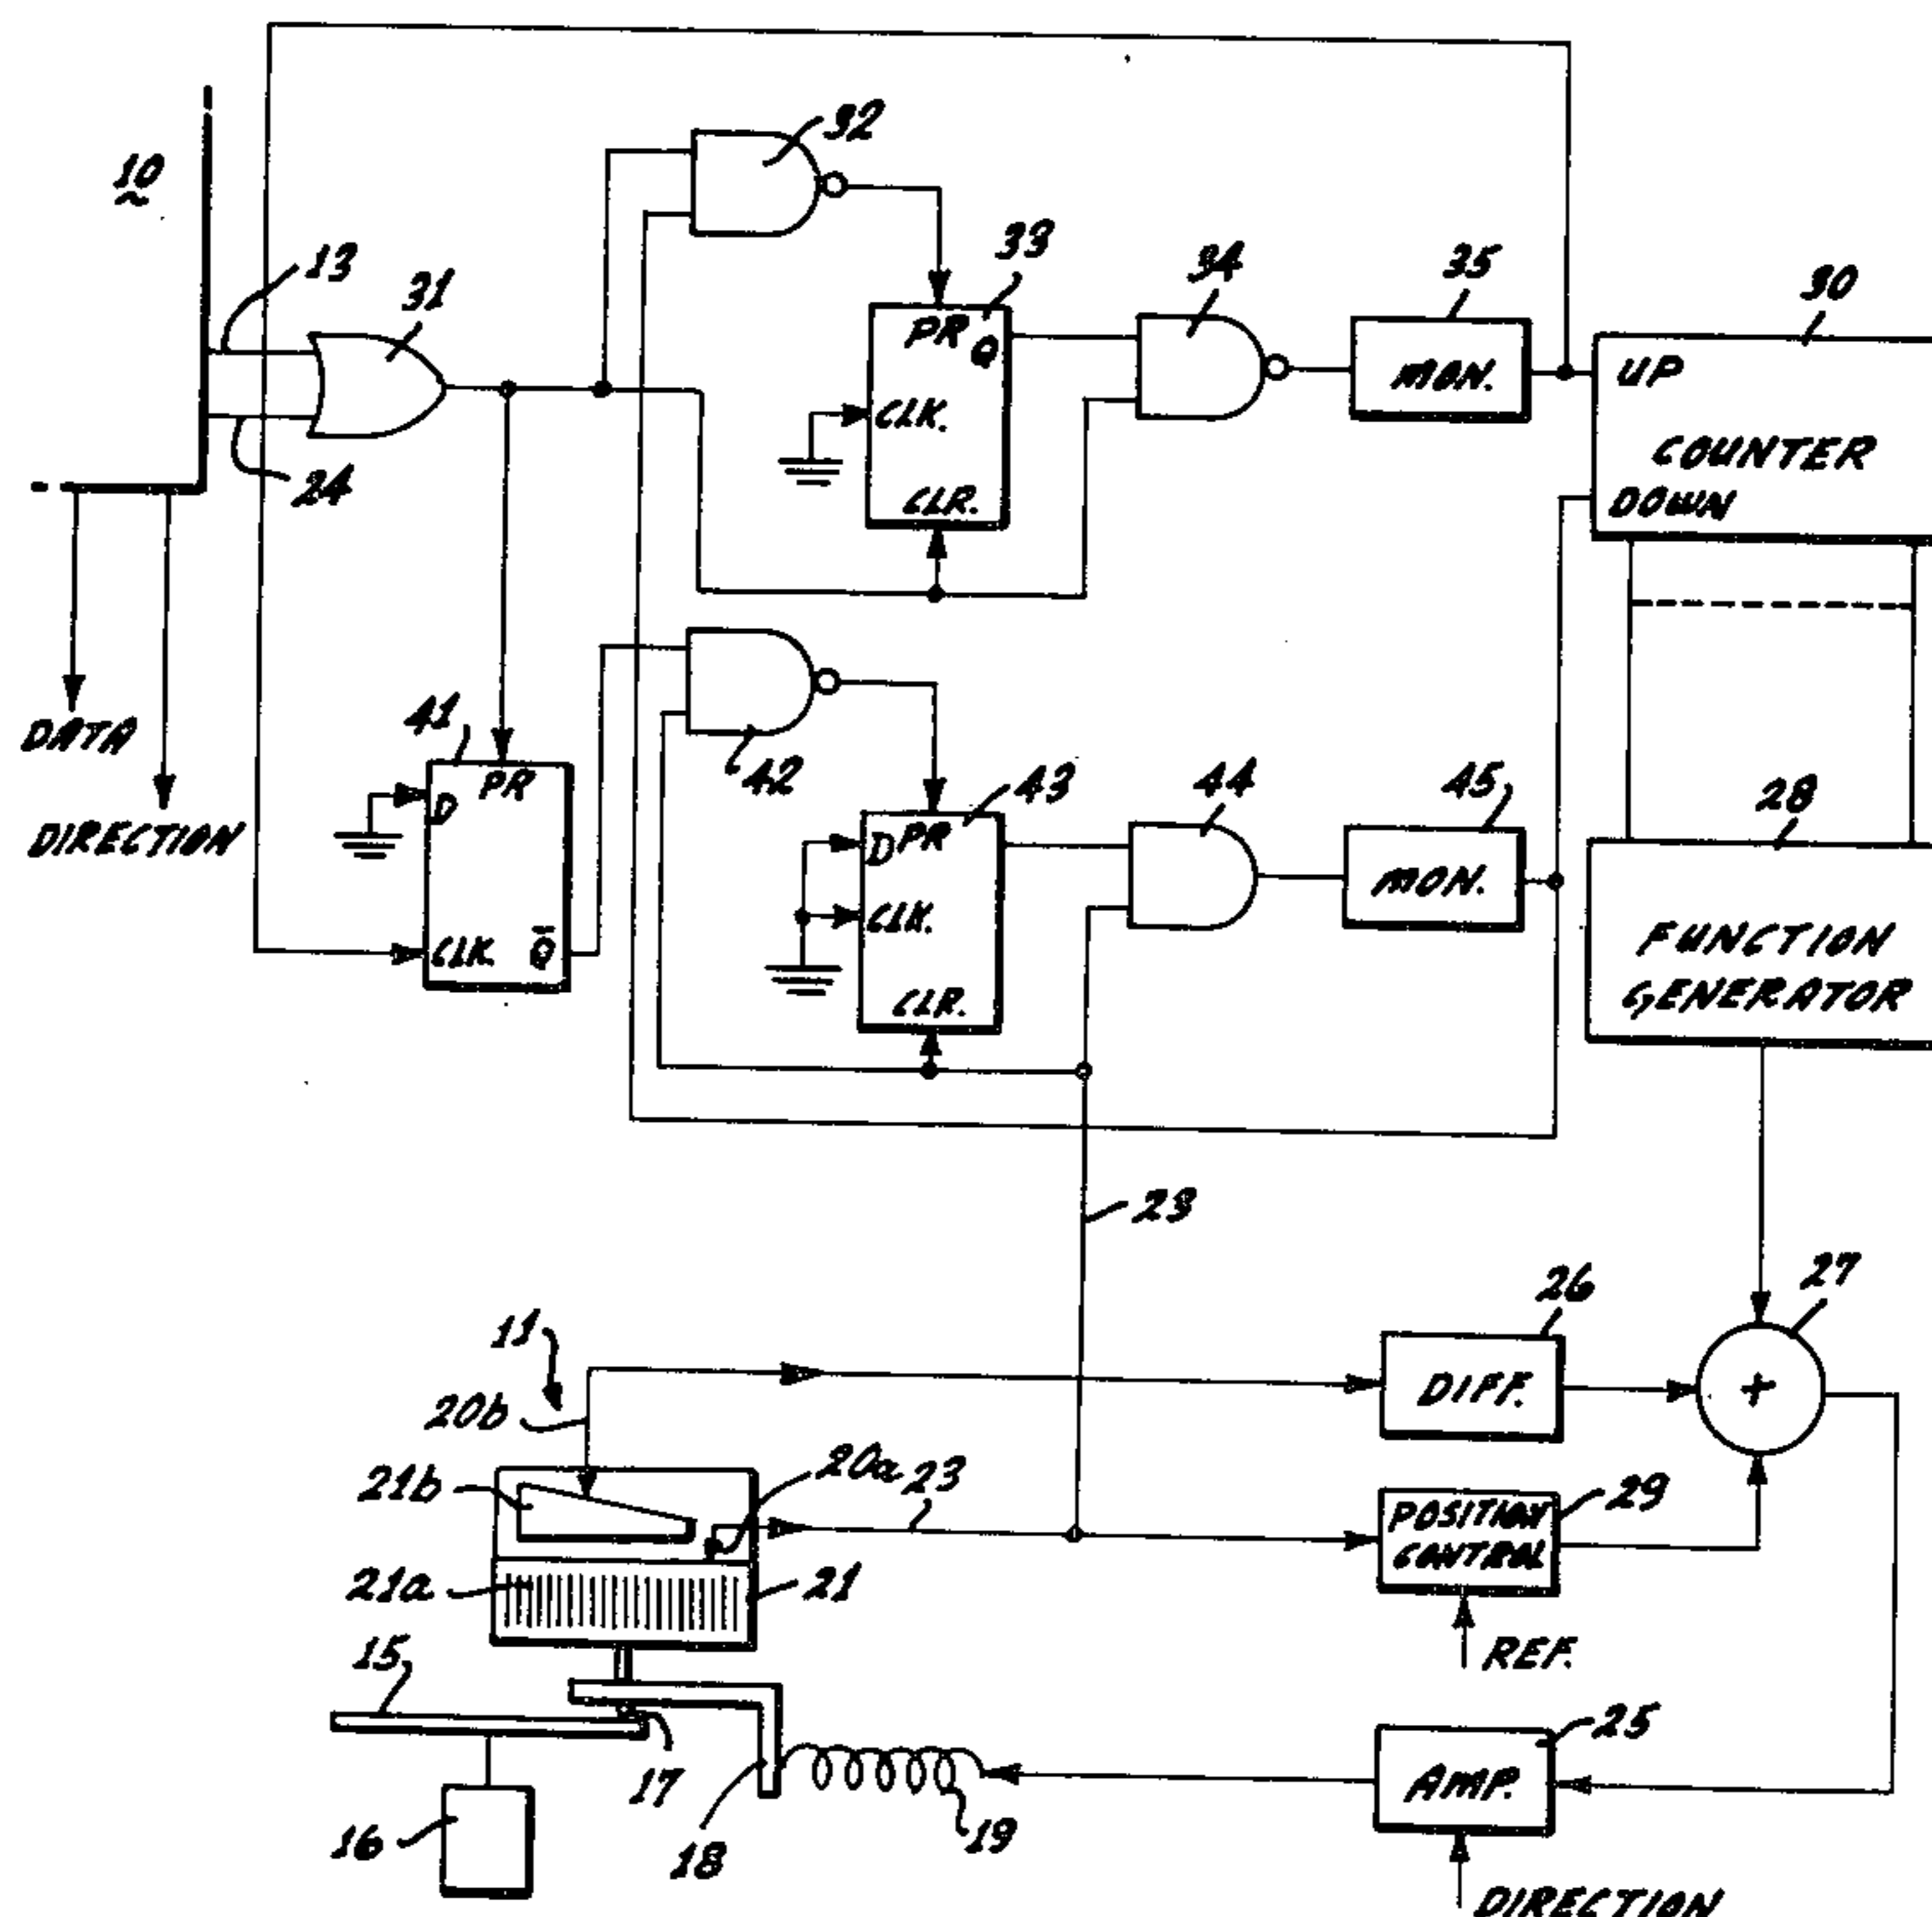 32
10
33
34
35
30
13
31
PR Q
UP
MON.
CLK.
COUNTER
24
CLR.
DOWN
DATA
41
42
43
44
45
28
PR
D
D PR
DIRECTION
CLK.
MON.
CLK. Q̅
FUNCTION
GENERATOR
CLR.
23
27
26
11
20b
DIFF.
+
21b
20a 23
29
POSITION
CONTROL
21a
21
15
REF.
25
17
AMP.
16
18
19
DIRECTION